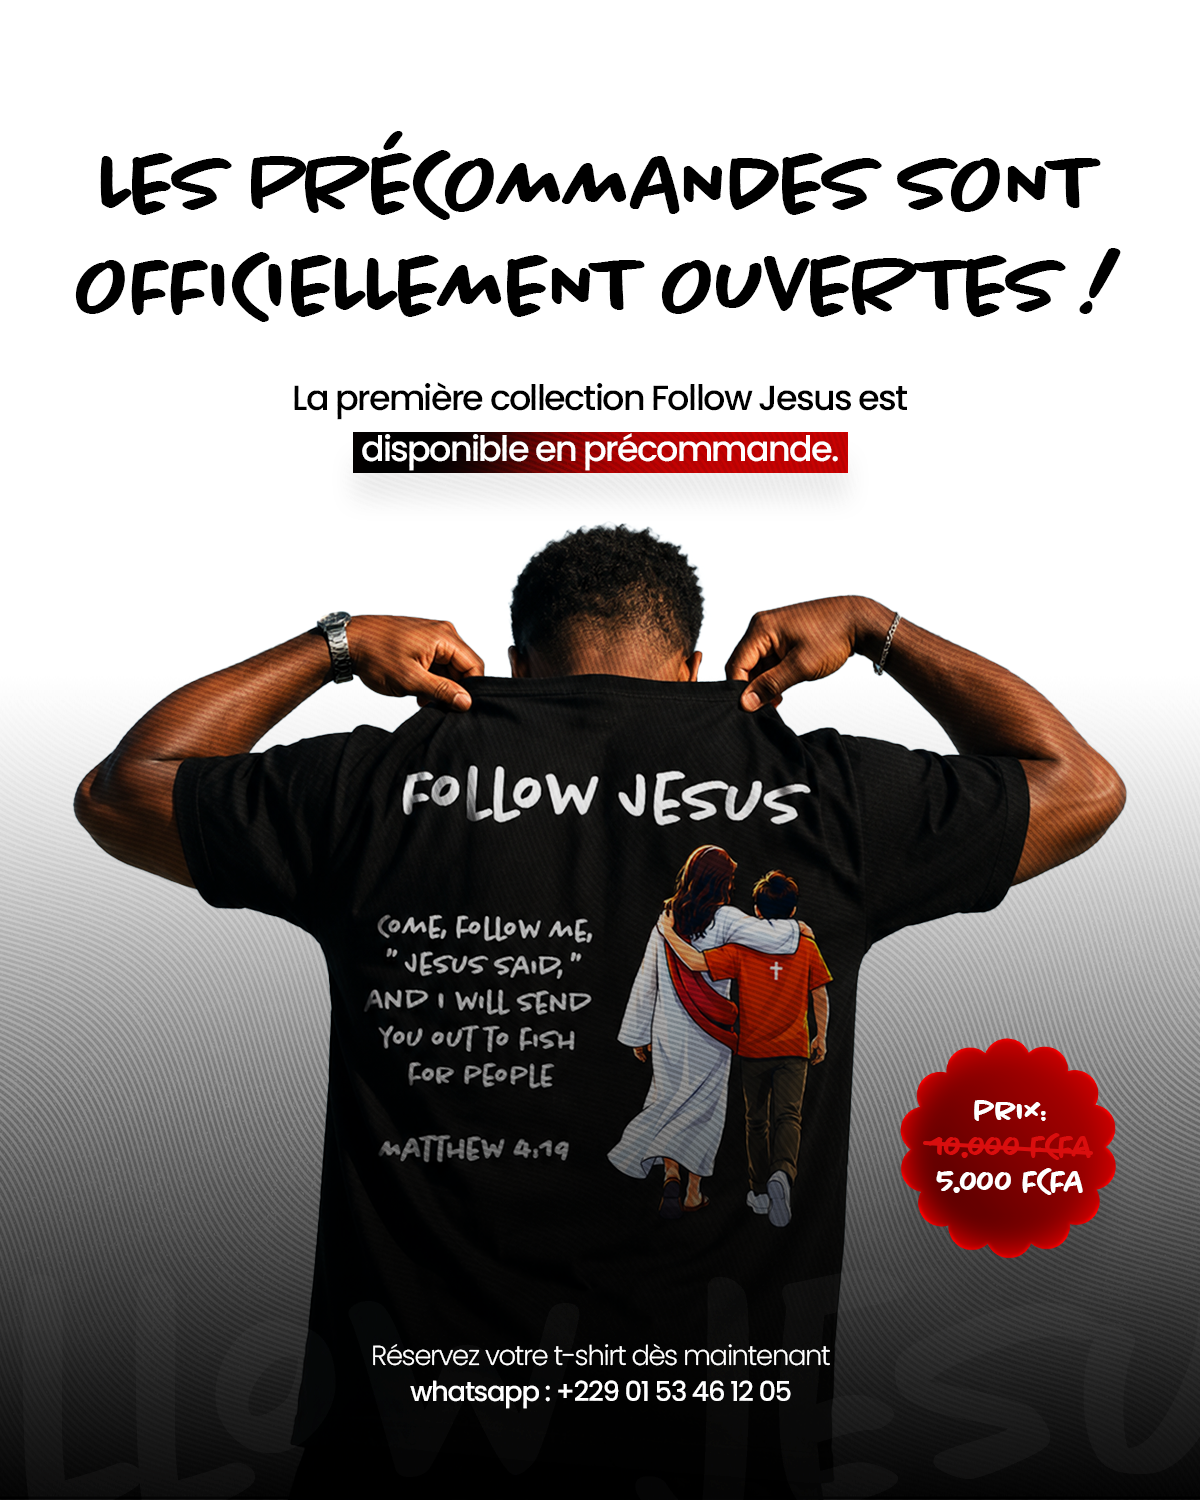 LES PRÉCOMMANDES SONT
OFFICIELLEMENT OUVERTES !
La première collection Follow Jesus est
disponible en précommande.
FOLLOW JESUS
COME, FOLLOW ME,
" JESUS SAID, "
AND I WILL SEND
YOU OUT TO FISH
FOR PEOPLE
MATTHEW 4:19
PRIX:
10.000 FCFA
5.000 FCFA
LLOW JESU
Réservez votre t-shirt dès maintenant
whatsapp : +229 01 53 46 12 05